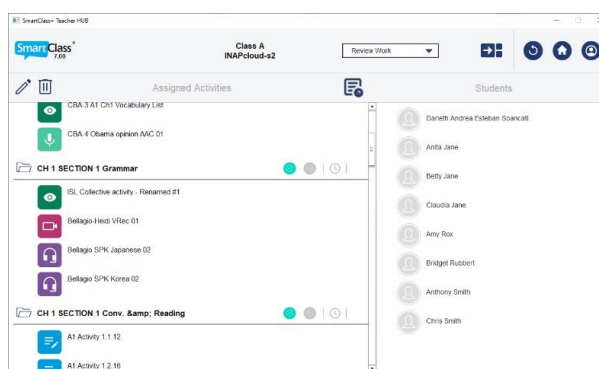 SmartClass+ Teacher HUB
SmartClass+
7.00
Class A
INAPcloud-s2
Review Work
Assigned Activities
Students
CBA-3 A1 Ch1 Vocabulary List
CBA-4 Obama opinion AAC 01
CH 1 SECTION 1 Grammar
ISL Collective activity - Renamed #1
Bellagio-Heidi VRec 01
Bellagio SPK Japanese 02
Bellagio SPK Korea 02
CH 1 SECTION 1 Conv. &amp; Reading
A1 Activity 1.1.12
A1 Activity 1.2.16
Darieth Andrea Esteban Soancatl
Anita Jane
Betty Jane
Claudia Jane
Amy Rox
Bridget Rubbert
Anthony Smith
Chris Smith